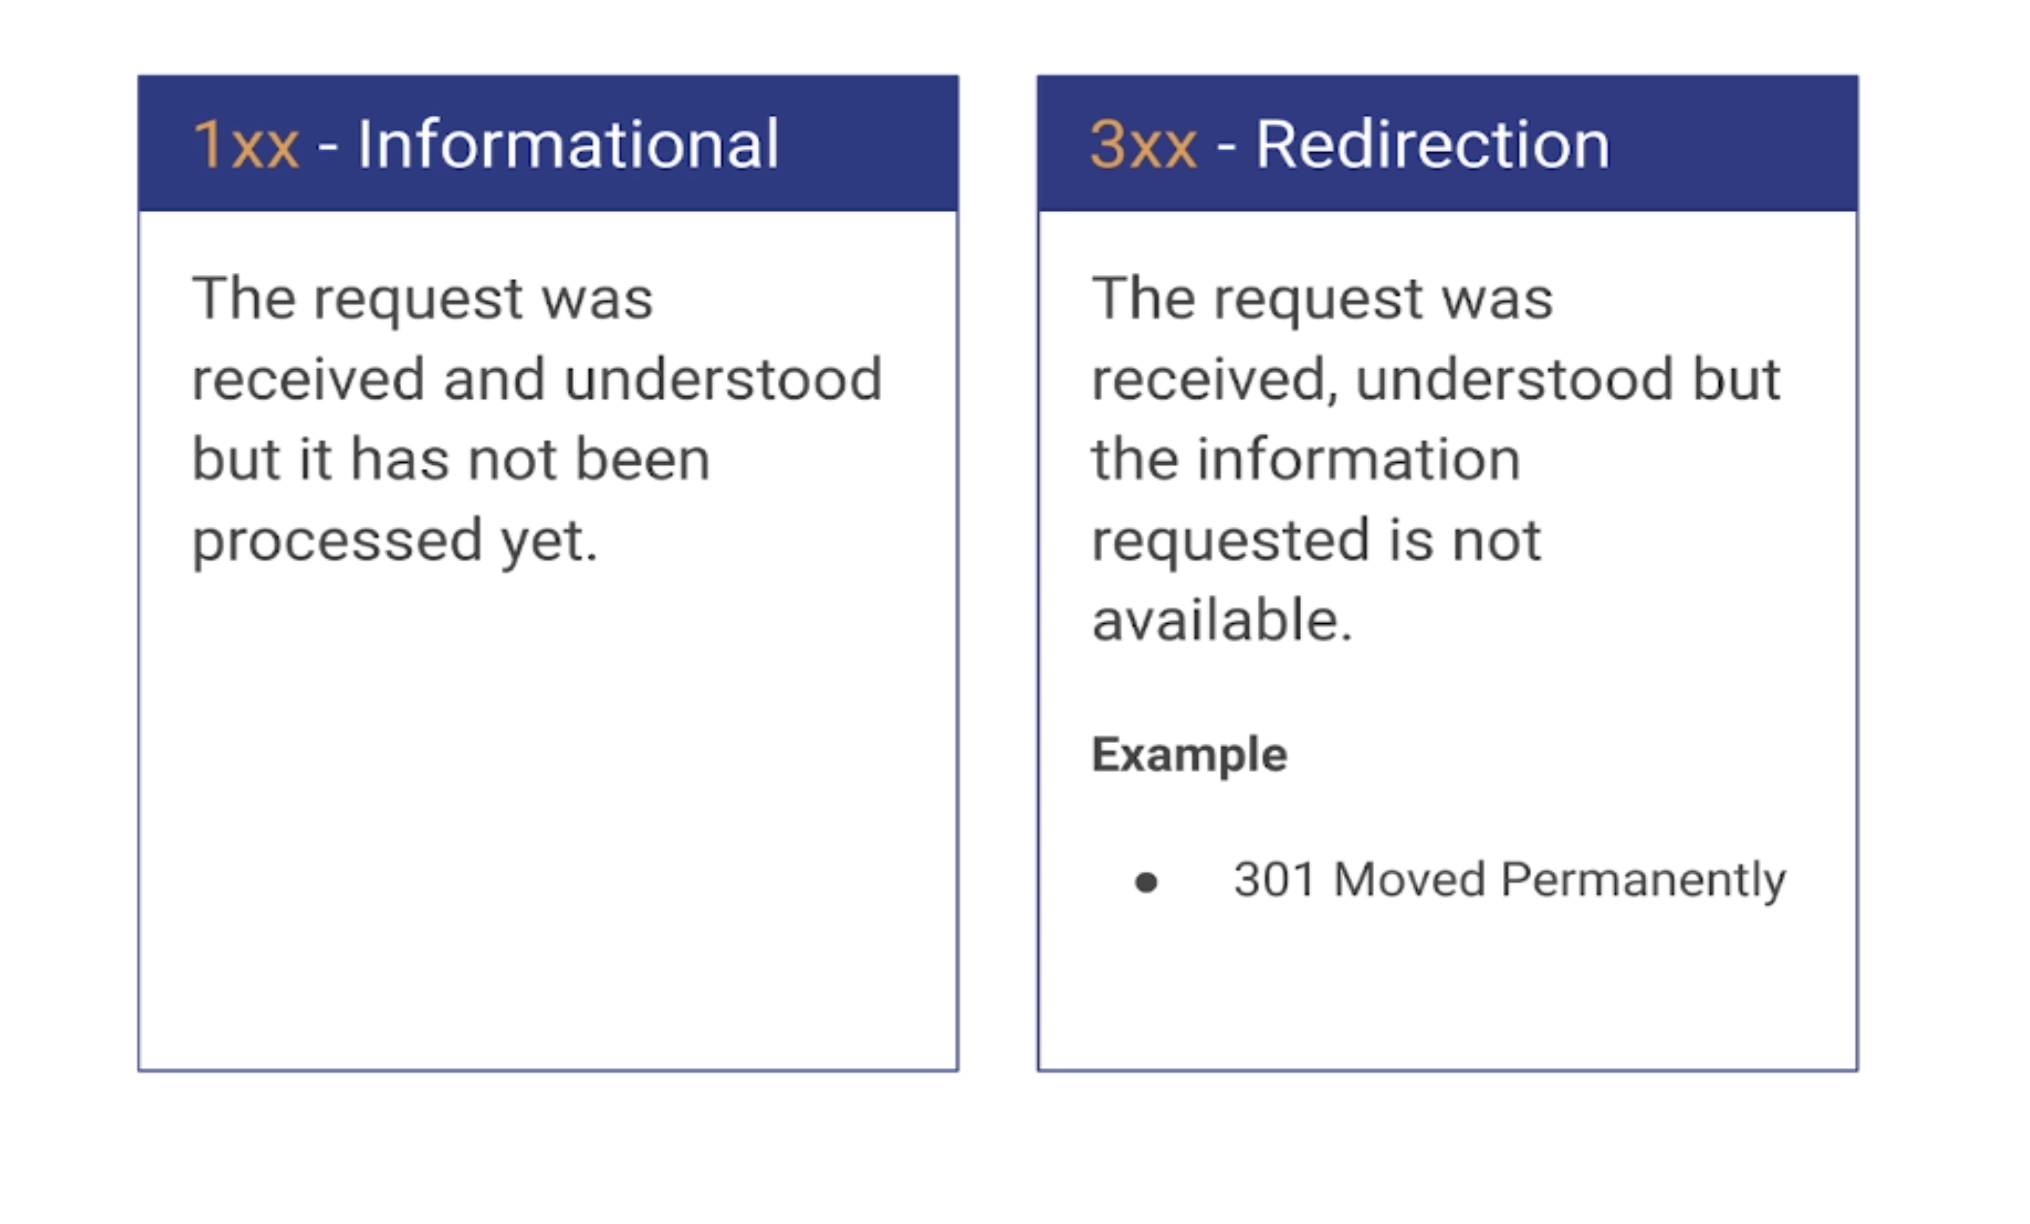 1xx - Informational
The request was
received and understood
but it has not been
processed yet.
3xx - Redirection
The request was
received, understood but
the information
requested is not
available.
Example
● 301 Moved Permanently